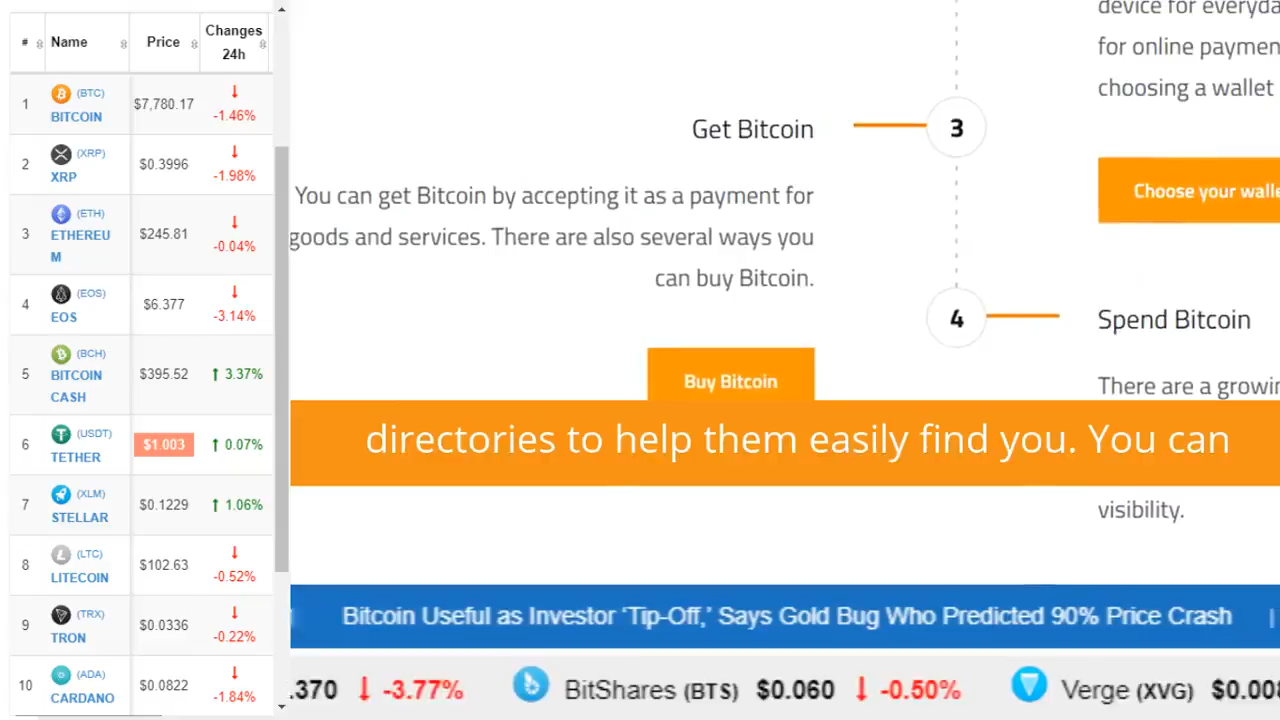 # Name Price Changes 24h
1 (BTC) BITCOIN $7,780.17 ↓ -1.46%
2 (XRP) XRP $0.3996 ↓ -1.98%
3 (ETH) ETHEREU M $245.81 ↓ -0.04%
4 (EOS) EOS $6.377 ↓ -3.14%
5 (BCH) BITCOIN CASH $395.52 ↑ 3.37%
6 (USDT) TETHER $1.003 ↑ 0.07%
7 (XLM) STELLAR $0.1229 ↑ 1.06%
8 (LTC) LITECOIN $102.63 ↓ -0.52%
9 (TRX) TRON $0.0336 ↓ -0.22%
10 (ADA) CARDANO $0.0822 ↓ -1.84%
Get Bitcoin
3
You can get Bitcoin by accepting it as a payment for
goods and services. There are also several ways you
can buy Bitcoin.
Buy Bitcoin
device for everyda
for online paymen
choosing a wallet
Choose your walle
4
Spend Bitcoin
There are a growin
directories to help them easily find you. You can
visibility.
Bitcoin Useful as Investor ‘Tip-Off,’ Says Gold Bug Who Predicted 90% Price Crash |
.370 ↓ -3.77% BitShares (BTS) $0.060 ↓ -0.50% Verge (XVG) $0.008